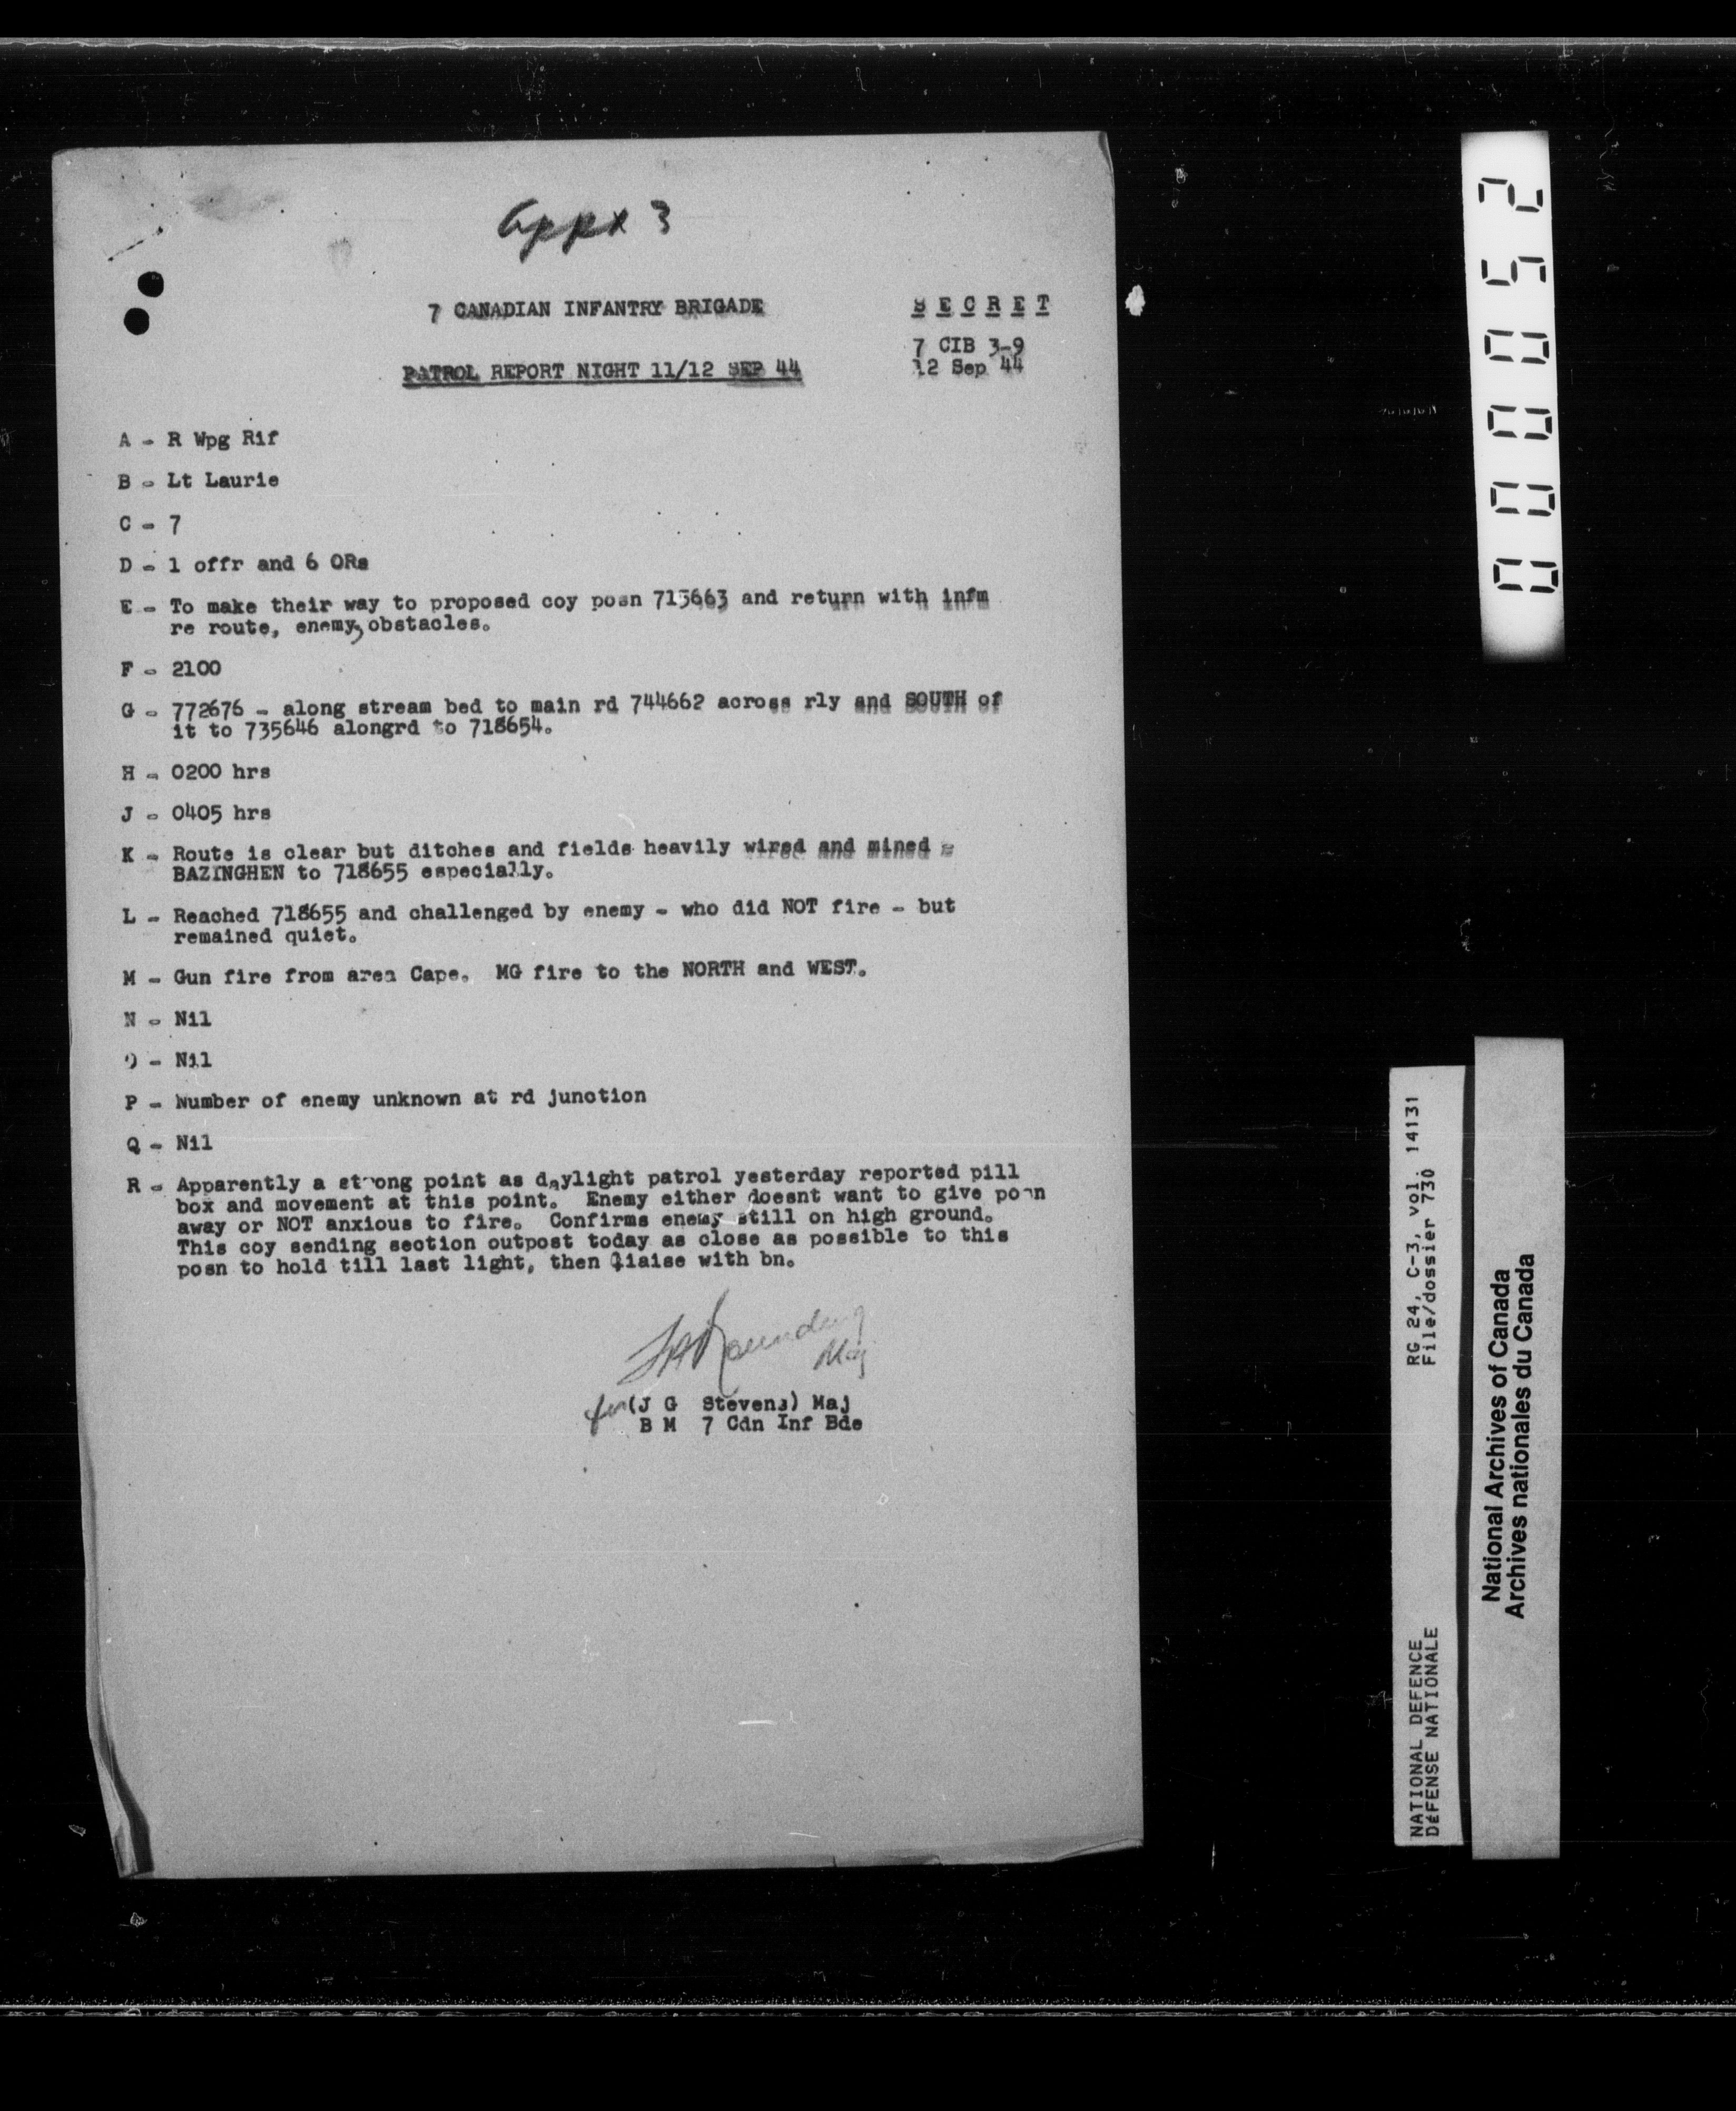 Appx 3
7 CANADIAN INFANTRY BRIGADE
SECRET
7 CIB 3-9
12 Sep 44
PATROL REPORT NIGHT 11/12 SEP 44
A - R Wpg Rif
B - Lt Laurie
C - 7
D - 1 offr and 6 ORs
E - To make their way to proposed coy posn 713663 and return with infm
re route, enemy, obstacles.
F - 2100
G - 772676 - along stream bed to main rd 744662 across rly and SOUTH of
it to 735646 alongrd to 718654.
H - 0200 hrs
J - 0405 hrs
K - Route is clear but ditches and fields heavily wired and mined -
BAZINGHEN to 718655 especially.
L - Reached 718655 and challenged by enemy - who did NOT fire - but
remained quiet.
M - Gun fire from area Cape. MG fire to the NORTH and WEST.
N - Nil
O - Nil
P - Number of enemy unknown at rd junction
Q - Nil
R - Apparently a strong point as daylight patrol yesterday reported pill
box and movement at this point. Enemy either doesnt want to give posn
away or NOT anxious to fire. Confirms enemy still on high ground.
This coy sending section outpost today as close as possible to this
posn to hold till last light, then liaise with bn.
Maj
for (J G Stevens) Maj
B M 7 Cdn Inf Bde
000052
RG 24, C-3, vol. 14131
File/dossier 730
NATIONAL DEFENCE
DéFENSE NATIONALE
National Archives of Canada
Archives nationales du Canada